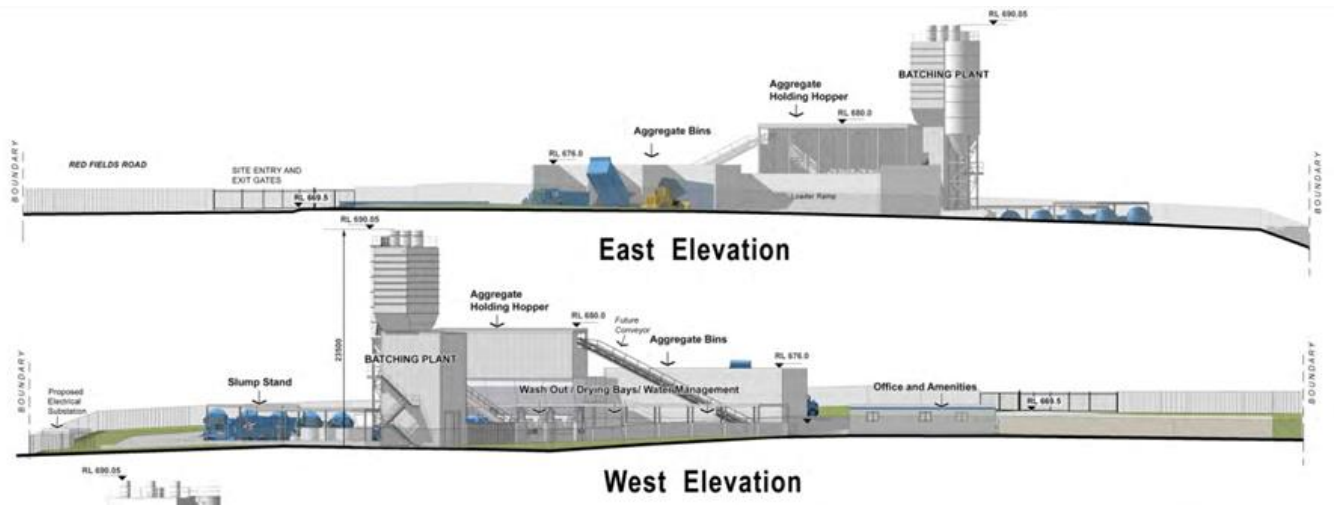 RL 690.05
BATCHING PLANT
Aggregate
Holding Hopper
RL 680.0
Aggregate Bins
RL 676.0
BOUNDARY
RED FIELDS ROAD
SITE ENTRY AND
EXIT GATES
RL 669.5
Loader Ramp
BOUNDARY
East Elevation
RL 690.05
23500
BATCHING PLANT
Aggregate
Holding Hopper
RL 680.0
Future
Conveyor
Aggregate Bins
RL 676.0
BOUNDARY
Proposed
Electrical
Substation
Slump Stand
Wash Out / Drying Bays/ Water Management
Office and Amenities
RL 669.5
BOUNDARY
West Elevation
RL 690.05